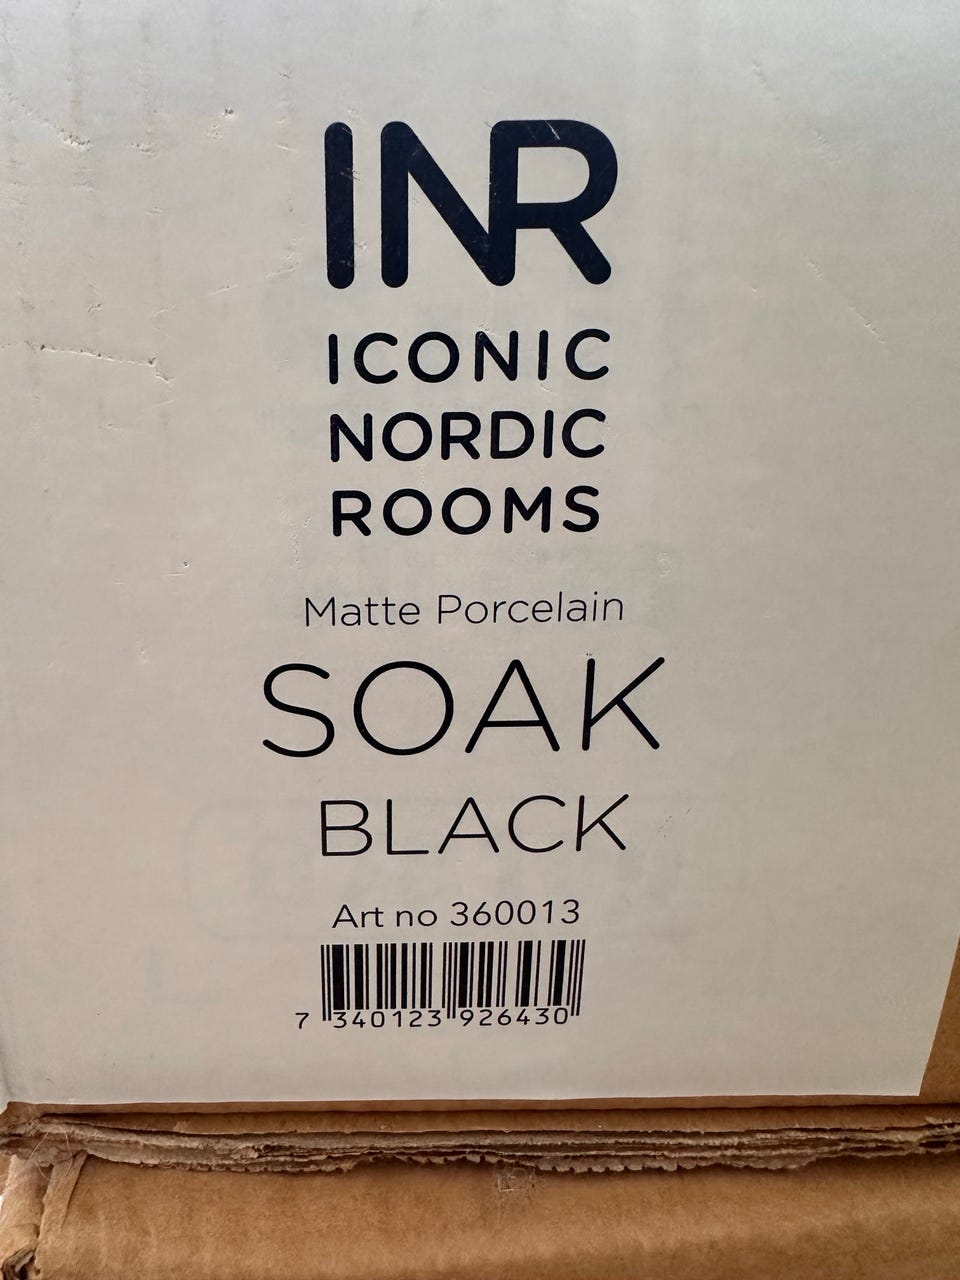 INR
ICONIC
NORDIC
ROOMS
Matte Porcelain
SOAK
BLACK
Art no 360013
7 340123 926430